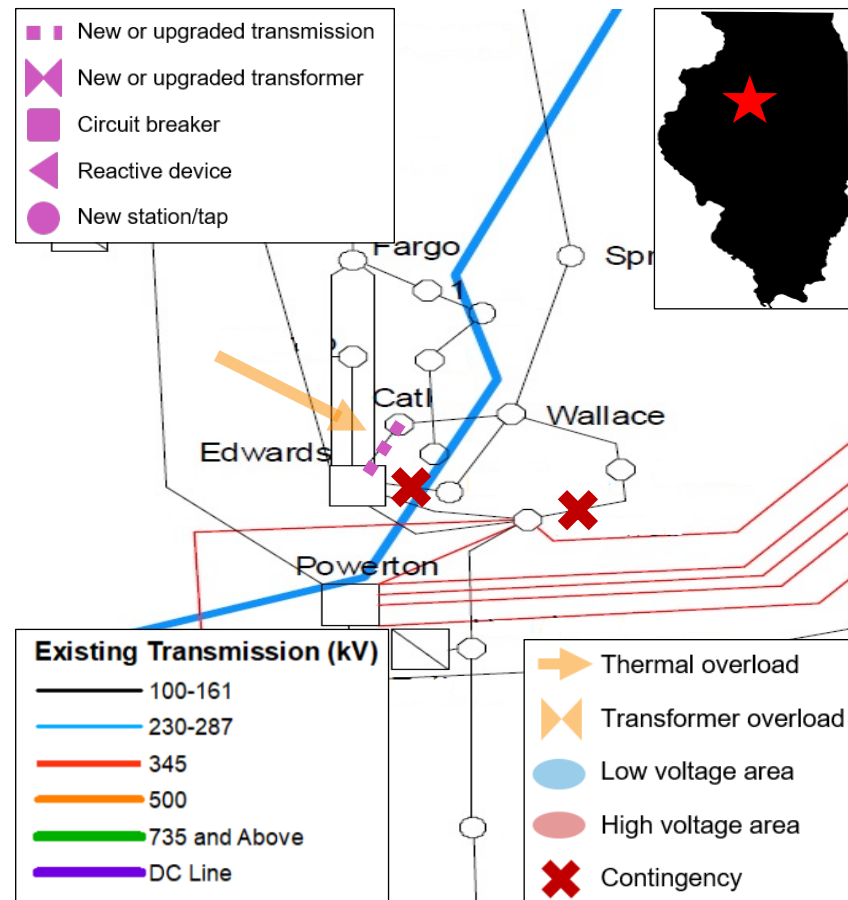 New or upgraded transmission
New or upgraded transformer
Circuit breaker
Reactive device
New station/tap
Fargo
Spr
1
Catl
Wallace
Edwards
Powerton
Existing Transmission (kV)
100-161
230-287
345
500
735 and Above
DC Line
Thermal overload
Transformer overload
Low voltage area
High voltage area
Contingency